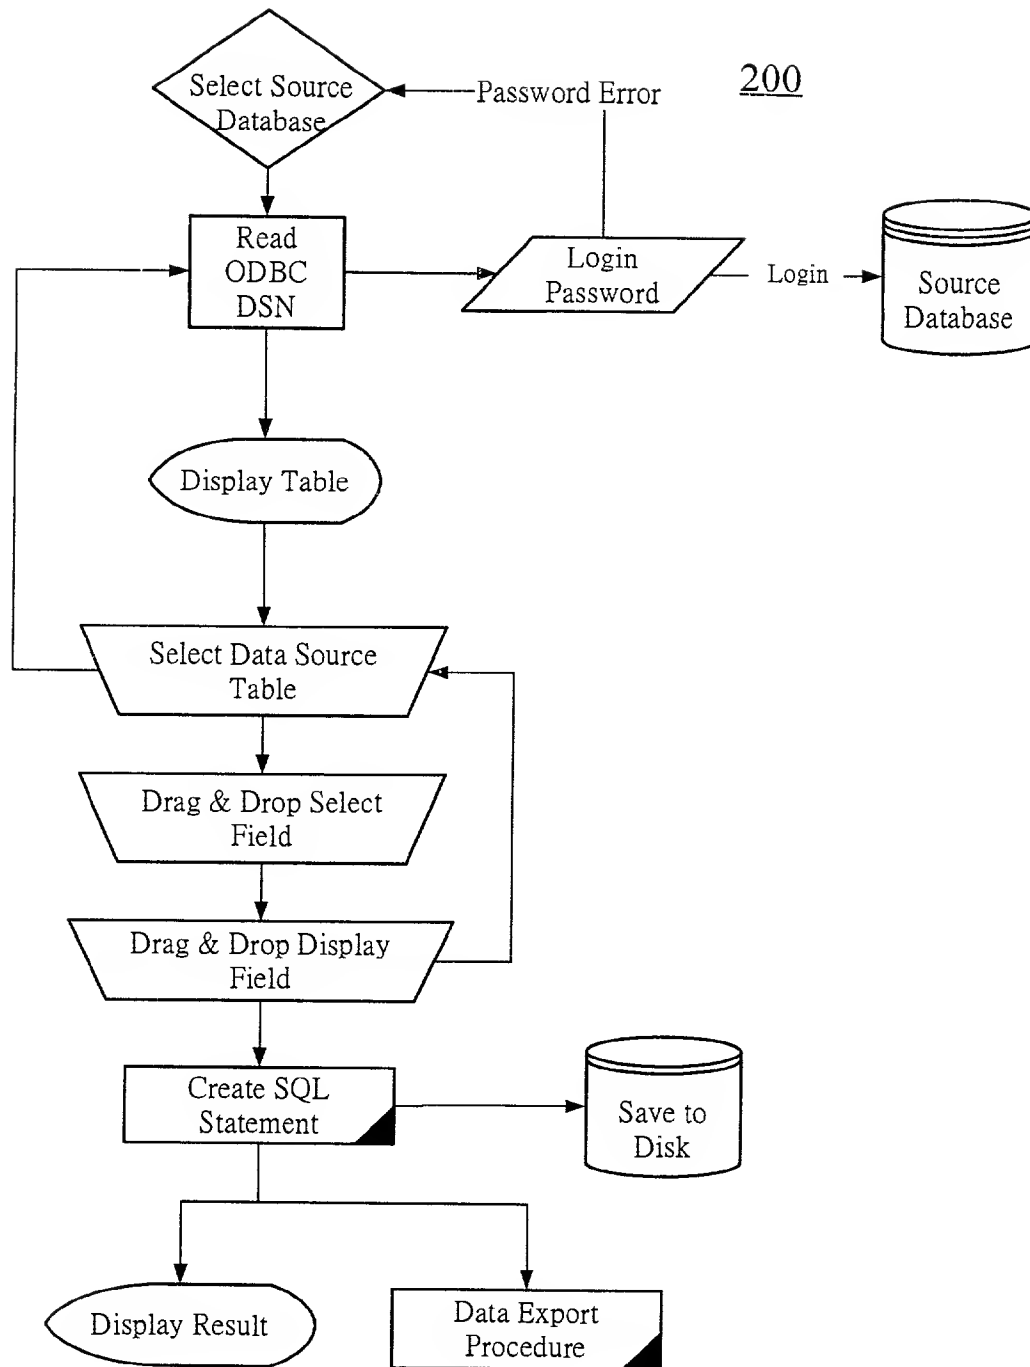 200
Select Source
Database
Password Error
Read
ODBC
DSN
Login
Password
Login
Source
Database
Display Table
Select Data Source
Table
Drag & Drop Select
Field
Drag & Drop Display
Field
Create SQL
Statement
Save to
Disk
Display Result
Data Export
Procedure